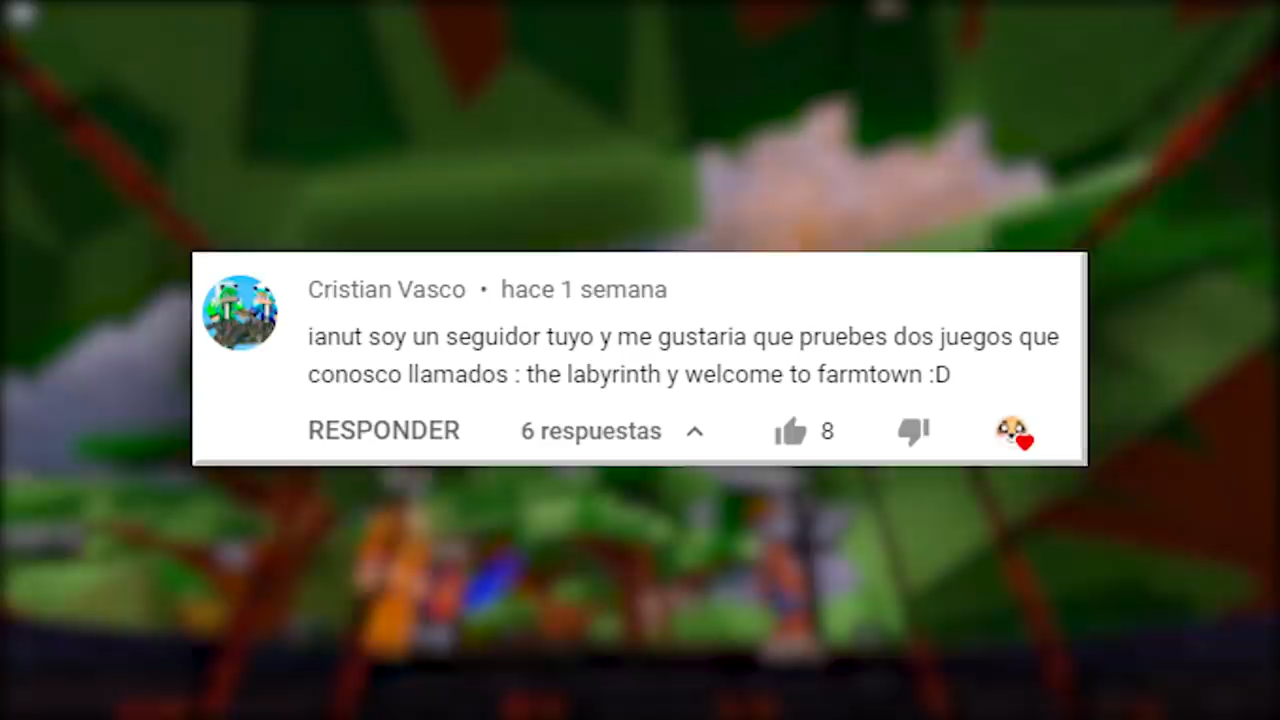 Cristian Vasco • hace 1 semana
ianut soy un seguidor tuyo y me gustaria que pruebes dos juegos que
conosco llamados : the labyrinth y welcome to farmtown :D
RESPONDER 6 respuestas 8